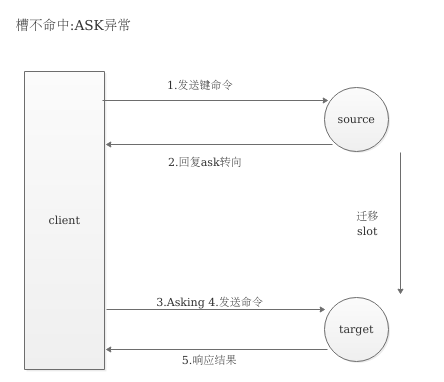 槽不命中:ASK异常
1.发送键命令
source
2.回复ask转向
client
迁移
slot
3.Asking 4.发送命令
target
5.响应结果